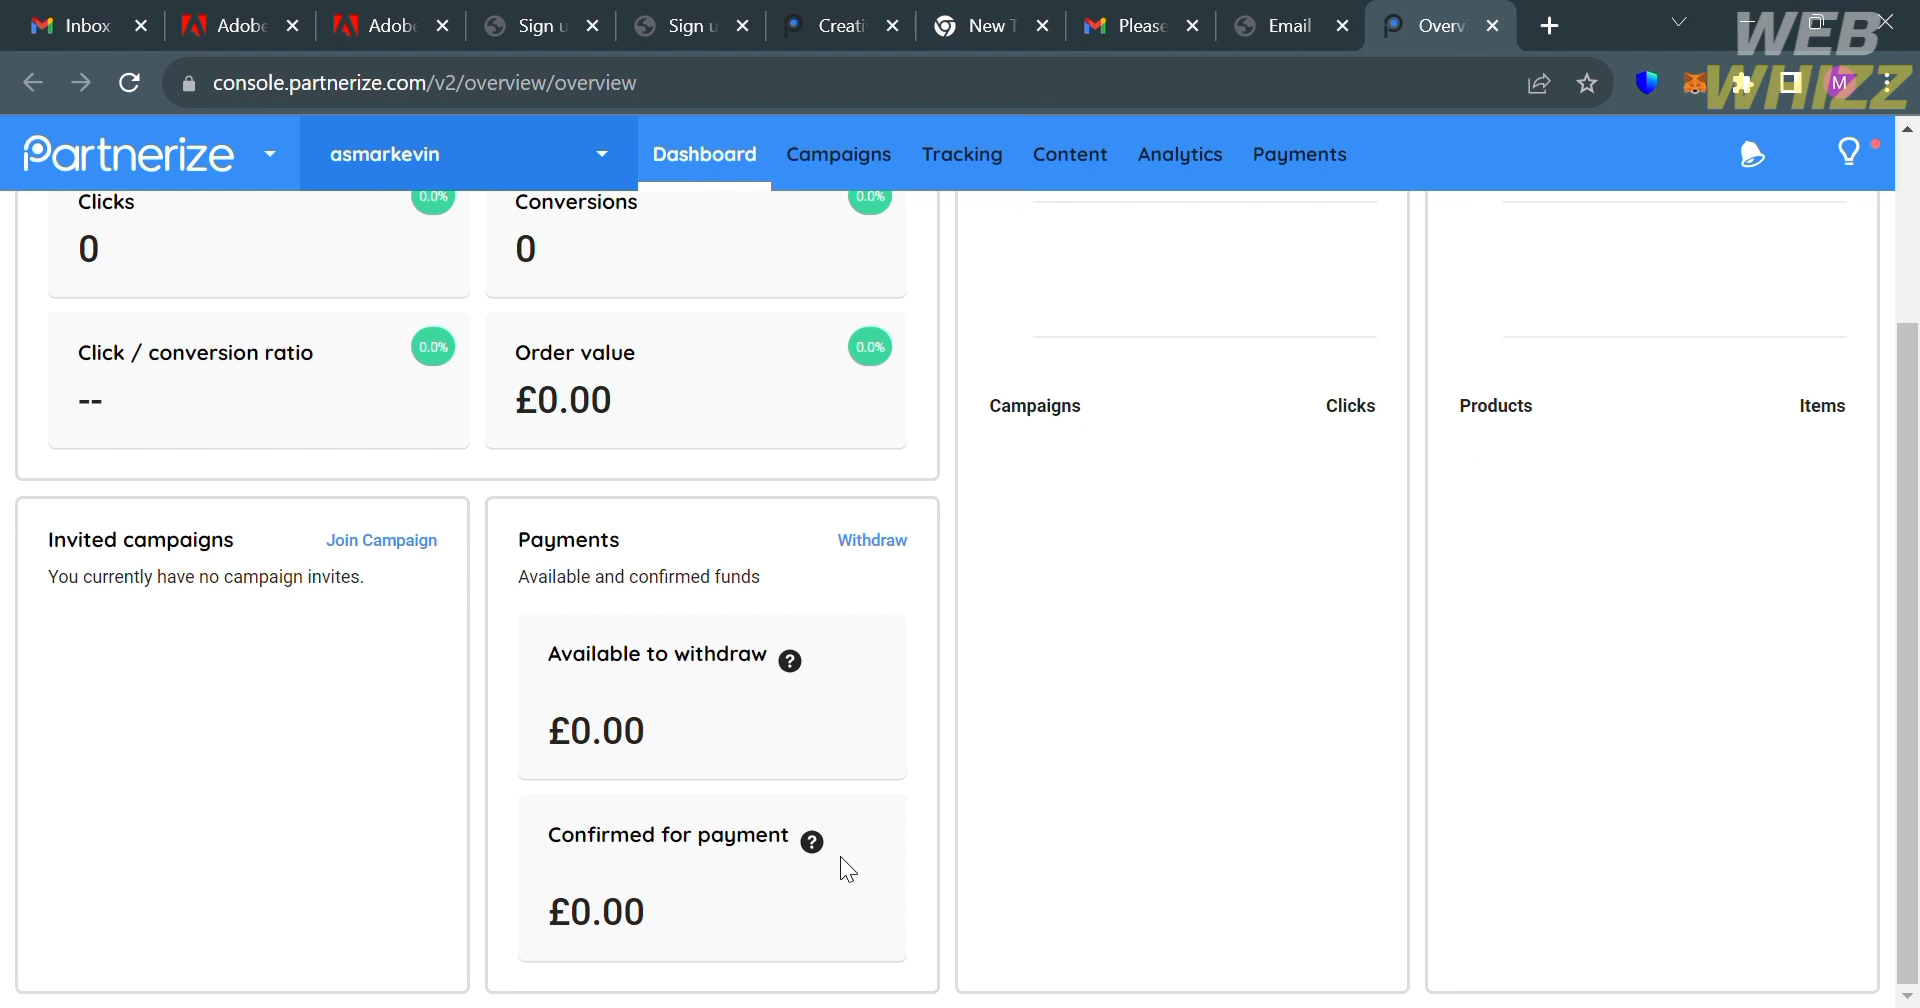 Inbox
Adobe
Adobe
Sign u
Sign u
Creati
New T
Please
Email
Overv
WEB
WHIZZ
console.partnerize.com/v2/overview/overview
M
Partnerize
asmarkevin
Dashboard
Campaigns
Tracking
Content
Analytics
Payments
Clicks
0.0%
0
Conversions
0.0%
0
Click / conversion ratio
0.0%
--
Order value
0.0%
£0.00
Campaigns
Clicks
Products
Items
Invited campaigns
Join Campaign
You currently have no campaign invites.
Payments
Withdraw
Available and confirmed funds
Available to withdraw ?
£0.00
Confirmed for payment ?
£0.00